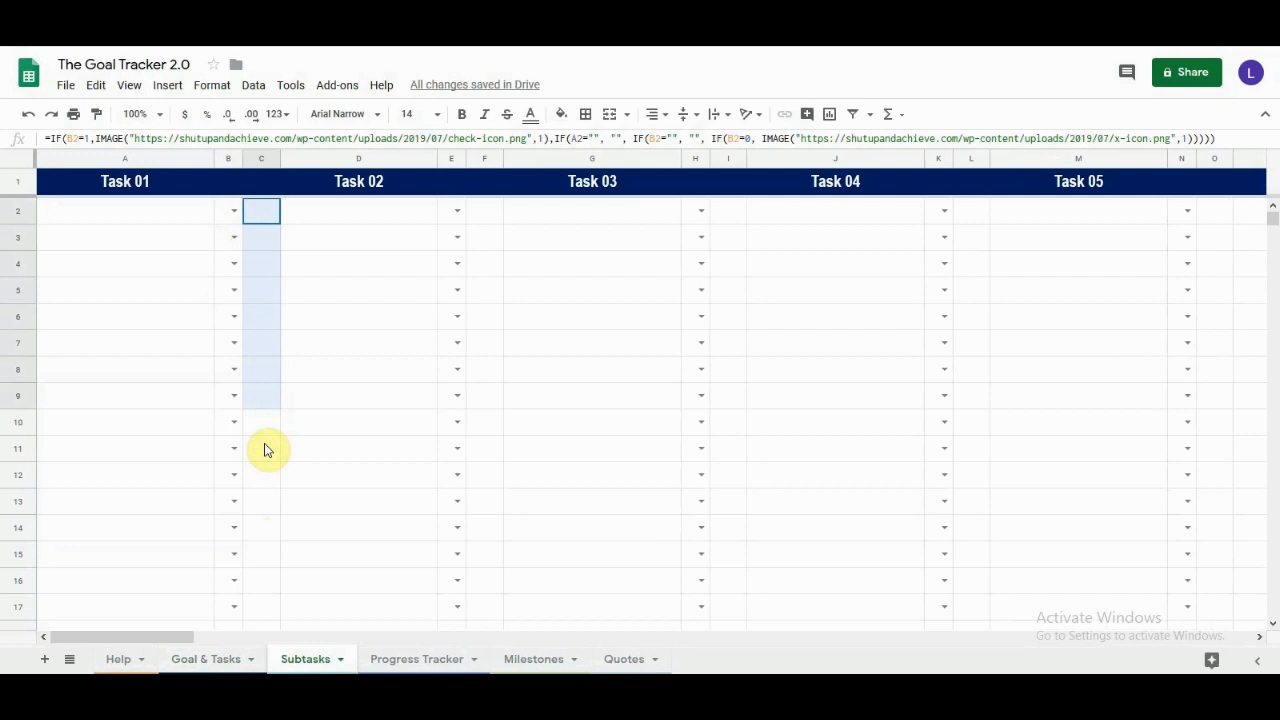 The Goal Tracker 2.0
File Edit View Insert Format Data Tools Add-ons Help All changes saved in Drive
Share L
100% $ % .0 .00 123 Arial Narrow 14 B I S A Σ
fx =IF(B2=1,IMAGE("https://shutupandachieve.com/wp-content/uploads/2019/07/check-icon.png",1),IF(A2="", "", IF(B2="", "", IF(B2=0, IMAGE("https://shutupandachieve.com/wp-content/uploads/2019/07/x-icon.png",1)))))
A B C D E F G H I J K L M N O
1 Task 01 Task 02 Task 03 Task 04 Task 05
2
3
4
5
6
7
8
9
10
11
12
13
14
15
16
17
Activate Windows
Go to Settings to activate Windows.
Help Goal & Tasks Subtasks Progress Tracker Milestones Quotes